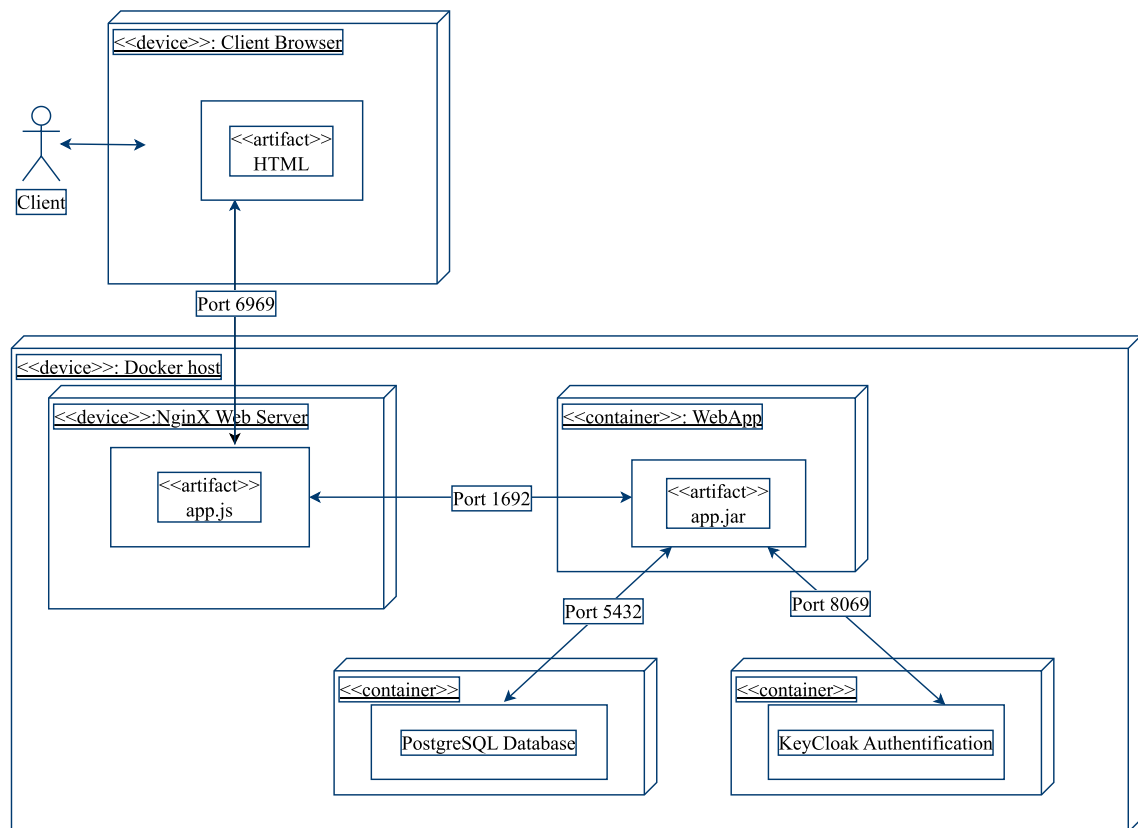 <<device>>: Client Browser
<<artifact>>
HTML
Client
Port 6969
<<device>>: Docker host
<<device>>:NginX Web Server
<<container>>: WebApp
<<artifact>>
app.js
Port 1692
<<artifact>>
app.jar
Port 5432
Port 8069
<<container>>
<<container>>
PostgreSQL Database
KeyCloak Authentification